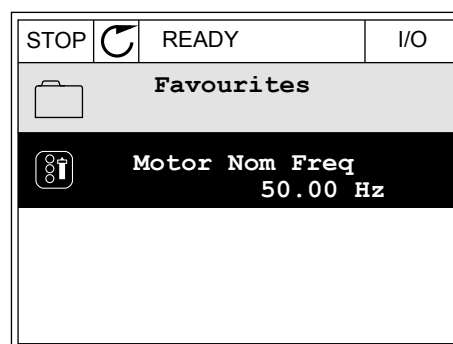 STOP READY I/O
Favourites
Motor Nom Freq
50.00 Hz